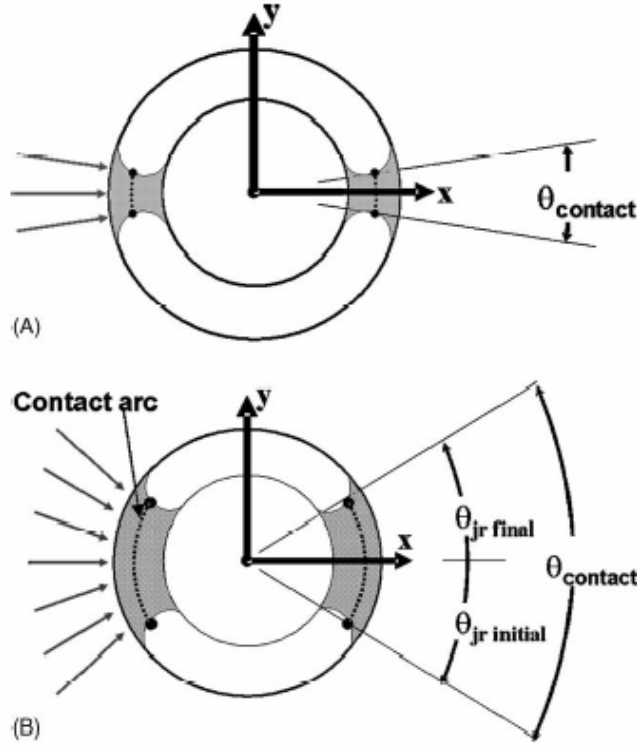 y
x
θcontact
(A)
Contact arc
y
x
θjr final
θcontact
θjr initial
(B)